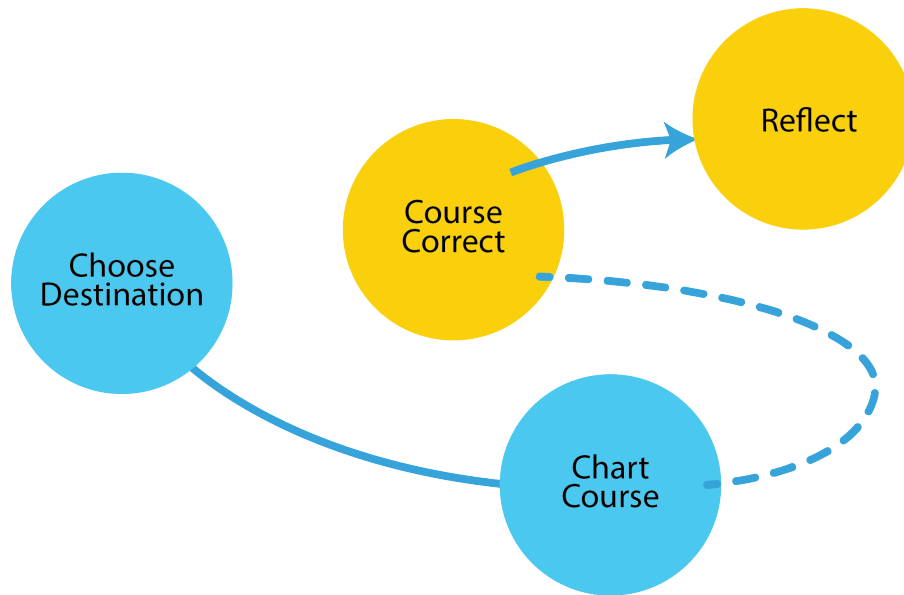 Choose
Destination
Chart
Course
Course
Correct
Reflect